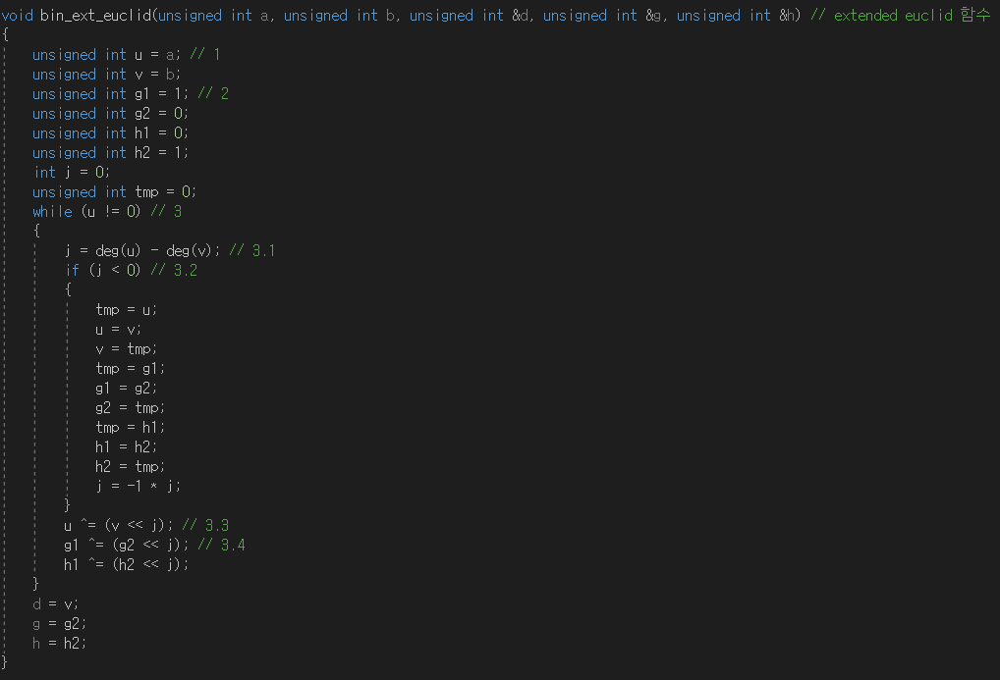 void bin_ext_euclid(unsigned int a, unsigned int b, unsigned int &d, unsigned int &g, unsigned int &h) // extended euclid 함수
{
    unsigned int u = a; // 1
    unsigned int v = b;
    unsigned int g1 = 1; // 2
    unsigned int g2 = 0;
    unsigned int h1 = 0;
    unsigned int h2 = 1;
    int j = 0;
    unsigned int tmp = 0;
    while (u != 0) // 3
    {
        j = deg(u) - deg(v); // 3.1
        if (j < 0) // 3.2
        {
            tmp = u;
            u = v;
            v = tmp;
            tmp = g1;
            g1 = g2;
            g2 = tmp;
            tmp = h1;
            h1 = h2;
            h2 = tmp;
            j = -1 * j;
        }
        u ^= (v << j); // 3.3
        g1 ^= (g2 << j); // 3.4
        h1 ^= (h2 << j);
    }
    d = v;
    g = g2;
    h = h2;
}